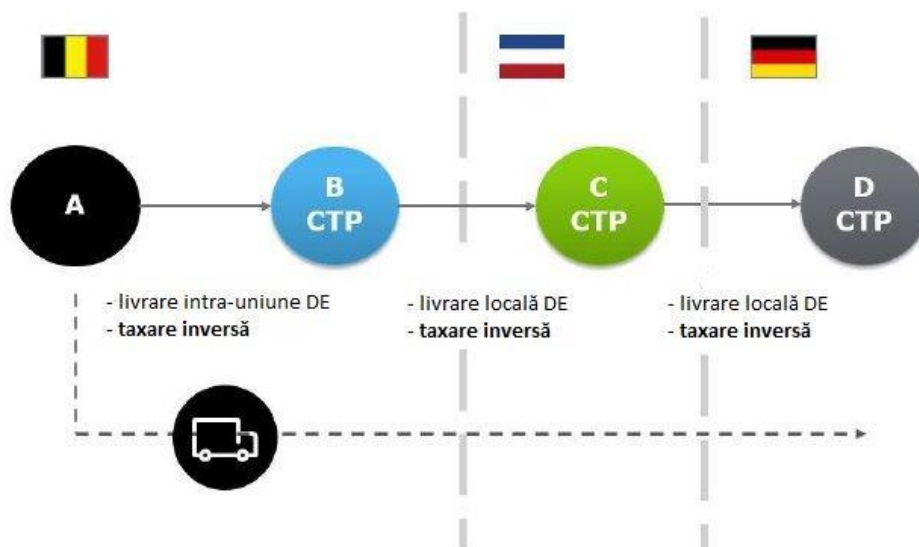 A
B
CTP
C
CTP
D
CTP
- livrare intra-uniune DE
- taxare inversă
- livrare locală DE
- taxare inversă
- livrare locală DE
- taxare inversă